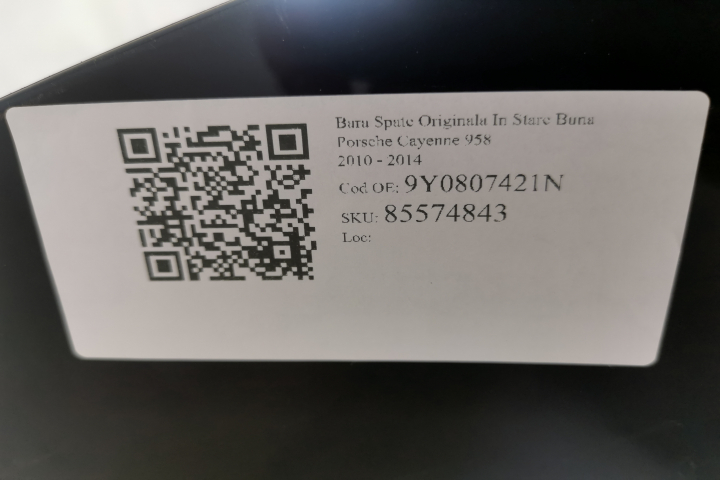 Bara Spate Originala In Stare Buna
Porsche Cayenne 958
2010 - 2014
Cod OE: 9Y0807421N
SKU: 85574843
Loc: